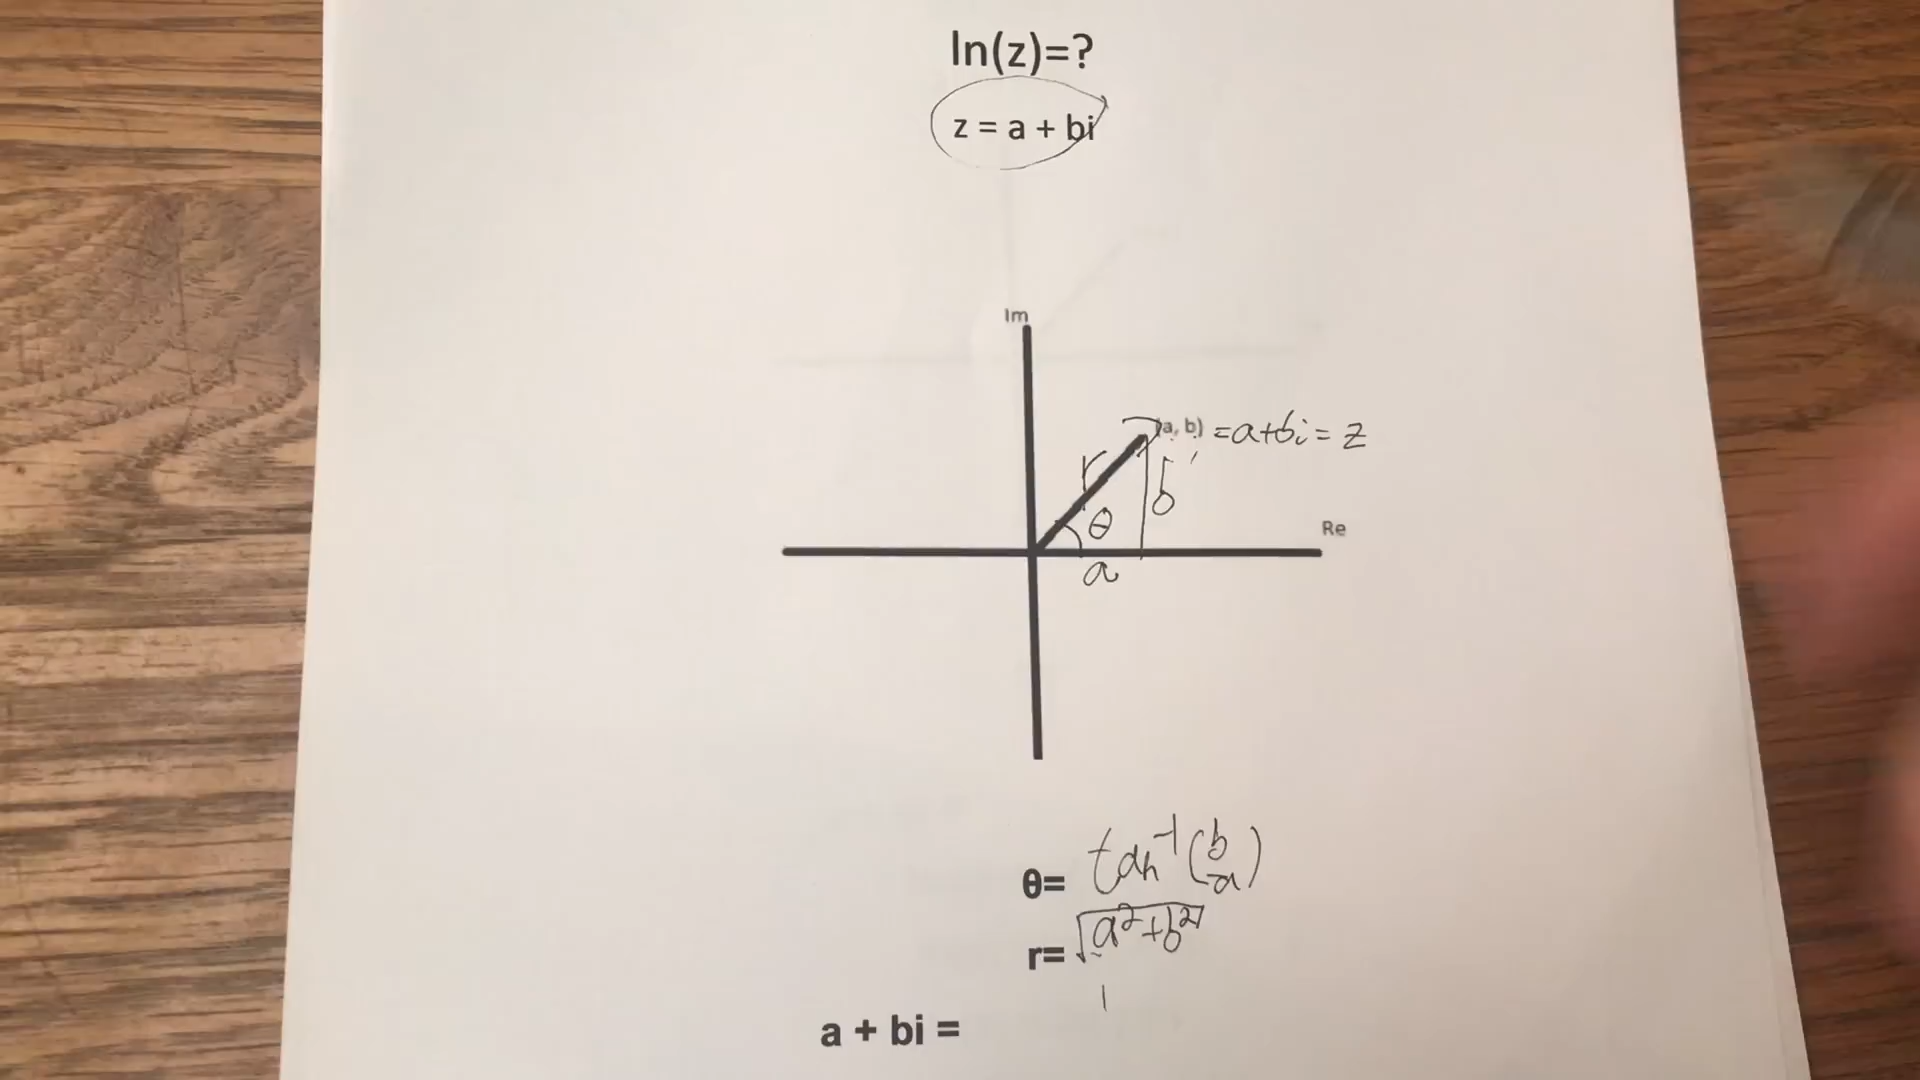 ln(z)=?
z = a + bi
Im
(a, b) = a+bi = z
r
b
θ
Re
a
θ= tan⁻¹(b/a)
r= √a²+b²
a + bi =